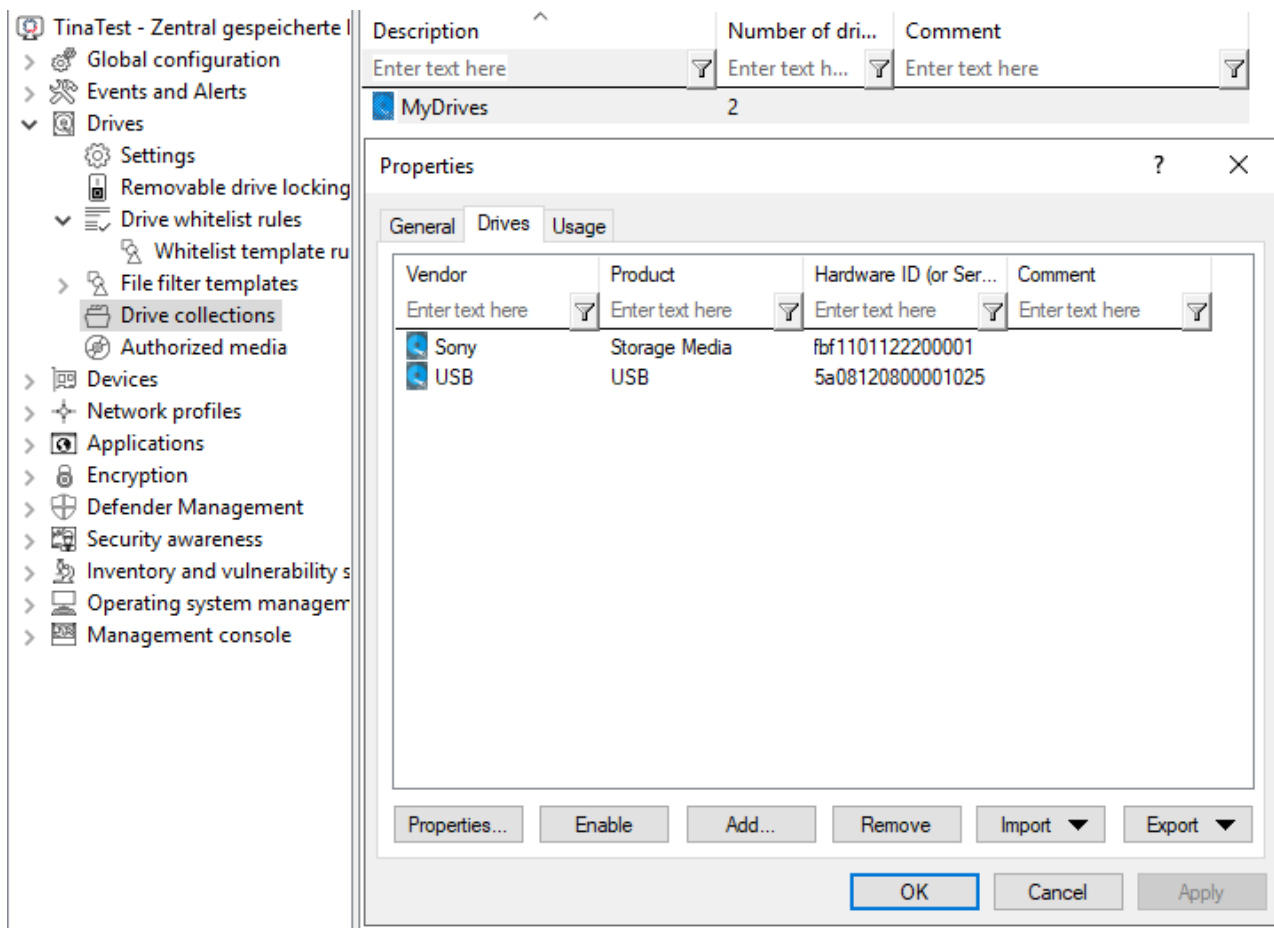 TinaTest - Zentral gespeicherte
Global configuration
Events and Alerts
Drives
Settings
Removable drive locking
Drive whitelist rules
Whitelist template ru
File filter templates
Drive collections
Authorized media
Devices
Network profiles
Applications
Encryption
Defender Management
Security awareness
Inventory and vulnerability s
Operating system managem
Management console
Description Number of dri... Comment
Enter text here Enter text h... Enter text here
MyDrives 2
Properties ? ×
General Drives Usage
Vendor Product Hardware ID (or Ser... Comment
Enter text here Enter text here Enter text here Enter text here
Sony Storage Media fbf1101122200001
USB USB 5a08120800001025
Properties... Enable Add... Remove Import Export
OK Cancel Apply